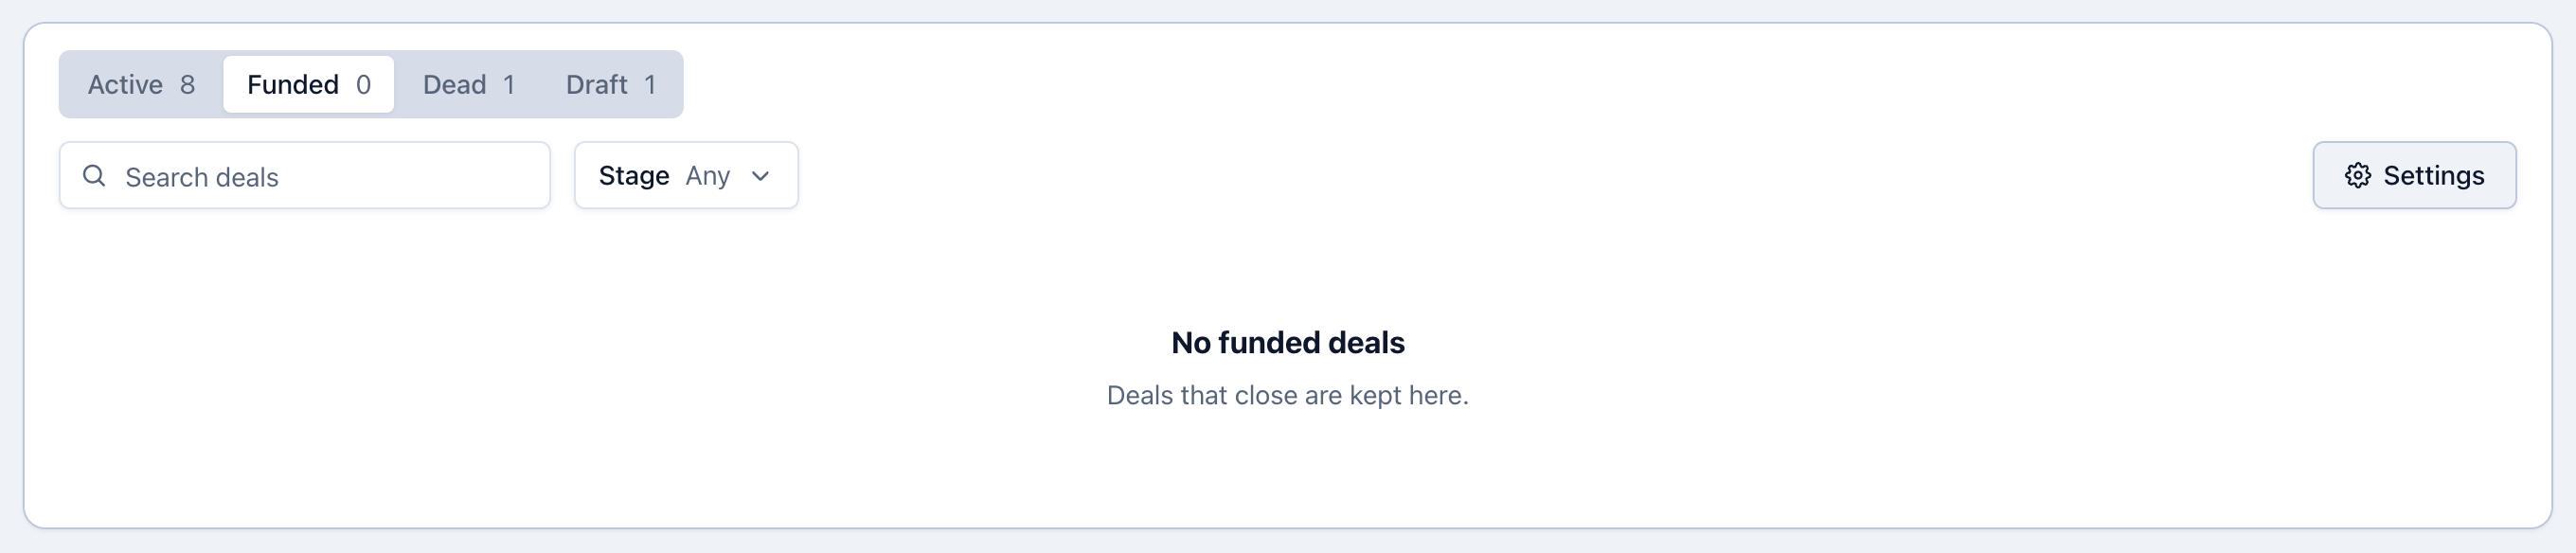 Active 8 Funded 0 Dead 1 Draft 1
Search deals Stage Any Settings
No funded deals
Deals that close are kept here.